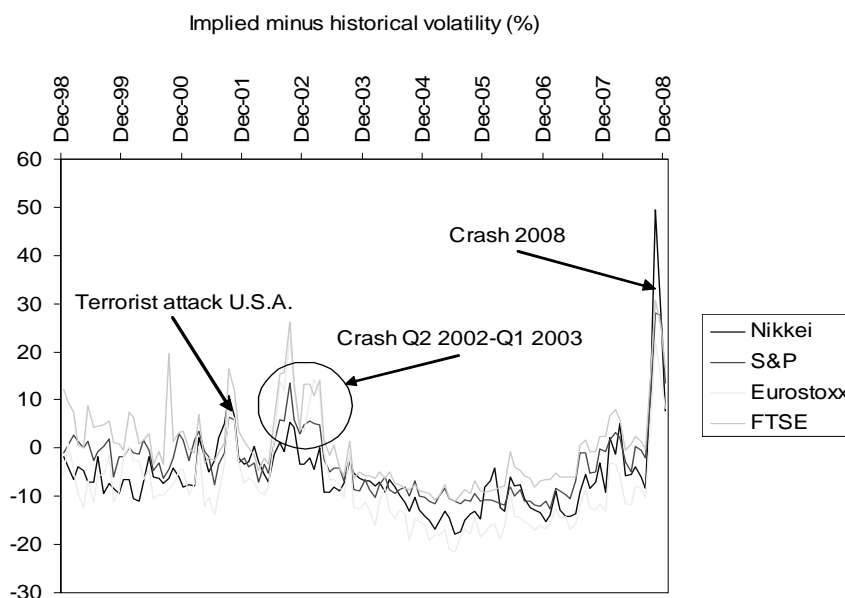 Implied minus historical volatility (%)
Dec-98
Dec-99
Dec-00
Dec-01
Dec-02
Dec-03
Dec-04
Dec-05
Dec-06
Dec-07
Dec-08
60
50
40
30
20
10
0
-10
-20
-30
Crash 2008
Terrorist attack U.S.A.
Crash Q2 2002-Q1 2003
Nikkei
S&P
Eurostoxx
FTSE